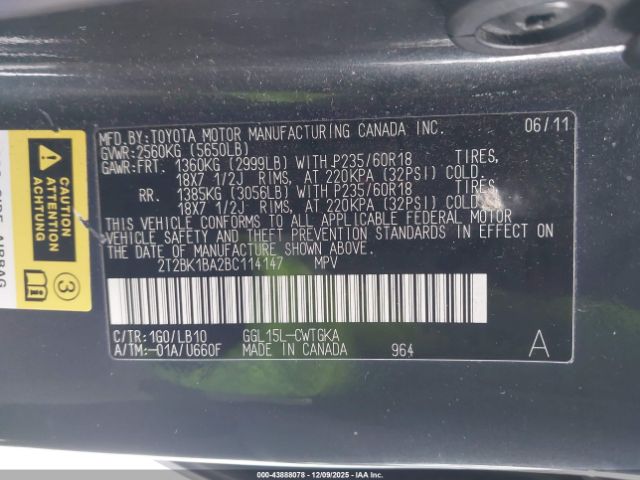 MFD.BY:TOYOTA MOTOR MANUFACTURING CANADA INC. 06/11
GVWR:2560KG (5650LB)
GAWR:FRT. 1360KG (2999LB) WITH P235/60R18 TIRES,
18X7 1/2J RIMS, AT 220KPA (32PSI) COLD.
RR. 1385KG (3056LB) WITH P235/60R18 TIRES,
18X7 1/2J RIMS, AT 220KPA (32PSI) COLD.
THIS VEHICLE CONFORMS TO ALL APPLICABLE FEDERAL MOTOR
VEHICLE SAFETY AND THEFT PREVENTION STANDARDS IN EFFECT ON
THE DATE OF MANUFACTURE SHOWN ABOVE.
2T2BK1BA2BC114147 MPV
C/TR:1G0/LB10 GGL15L-CWTGKA
A/TM:-01A/U660F MADE IN CANADA 964 A
CAUTION
ATTENTION
ACHTUNG
3
SIDE AIRBAG
000-43888078 - 12/09/2025 - IAAI.com